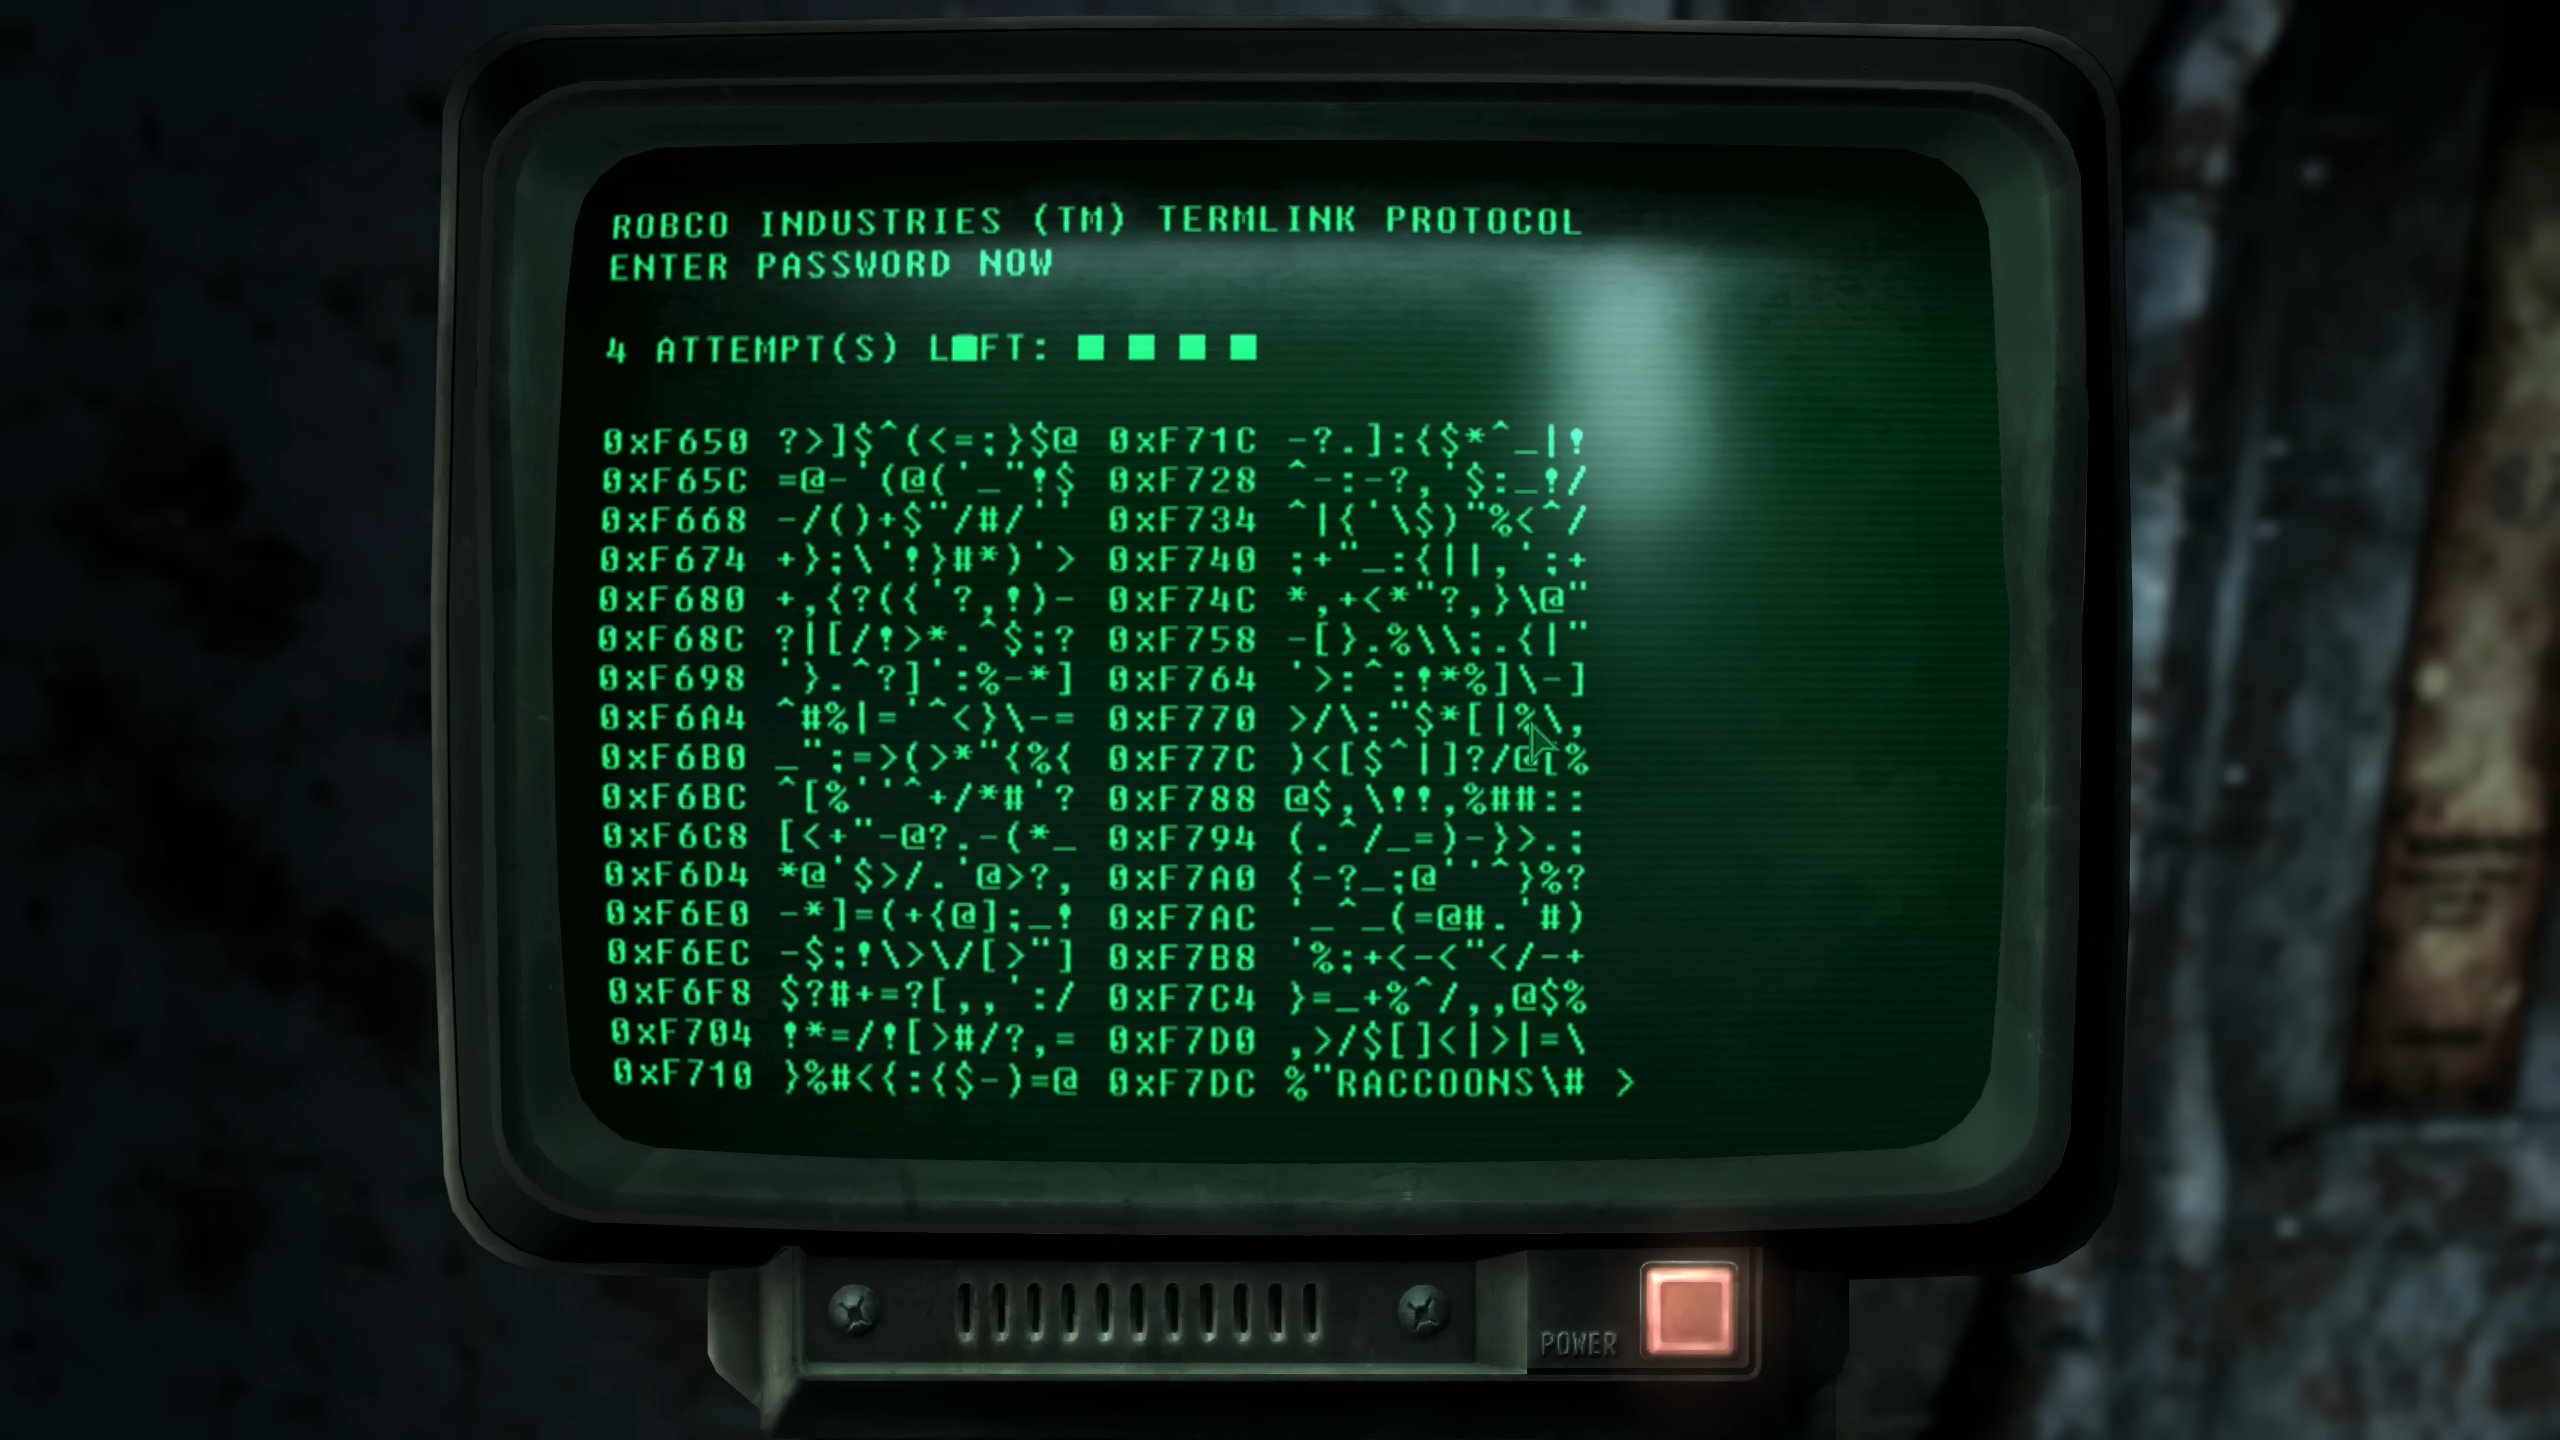 ROBCO INDUSTRIES (TM) TERMLINK PROTOCOL
ENTER PASSWORD NOW
4 ATTEMPT(S) L■FT: ■ ■ ■ ■
0xF650 ?>]$^(<=;}$@ 0xF71C -?.]:{$*^_|!
0xF65C =@-'(@('_"!$ 0xF728 ^-:-?,'$:_!/
0xF668 -/()+$"/#/'' 0xF734 ^|{'\$)"%<^/
0xF674 +};\'!}#*)'> 0xF740 ;+"_:{||,';+
0xF680 +,{?({'?,!)- 0xF74C *,+<*"?,}\@"
0xF68C ?|[/!>*.^$;? 0xF758 -[}.%\\;.{|"
0xF698 '}.^?]':%-*] 0xF764 '>:^:!*%]\-]
0xF6A4 ^#%|='^<}\-= 0xF770 >/\:"$*[|%\,
0xF6B0 _";=>(>*"{%{ 0xF77C )<[$^|]?/@[%
0xF6BC ^[%''^+/*#'? 0xF788 @$,\!!,%##::
0xF6C8 [<+"-@?.-(*_ 0xF794 (.^/_=)-}>.;
0xF6D4 *@'$>/.'@>?, 0xF7A0 {-?_;@''^}%?
0xF6E0 -*]=(+{@];_! 0xF7AC '_^_(=@#.'#)
0xF6EC -$:!\>\/[>"] 0xF7B8 '%;+<-<"</-+
0xF6F8 $?#+=?[,,':/ 0xF7C4 }=_+%^/,,@$%
0xF704 !*=/![>#/?,= 0xF7D0 ,>/$[]<|>|=\
0xF710 }%#<{:{$-)=@ 0xF7DC %"RACCOONS\# >
POWER